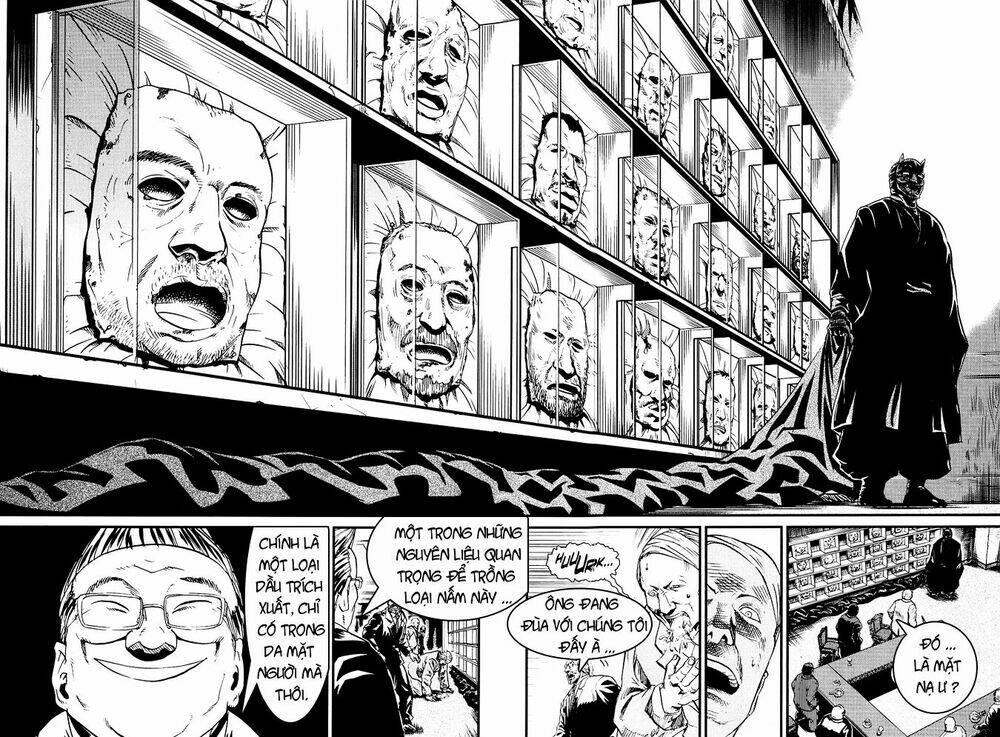 ĐÓ ...
LÀ MẶT
NẠ Ư ?
HUUURK...
ÔNG ĐANG
ĐÙA VỚI CHÚNG TÔI
ĐẤY À ...
MỘT TRONG NHỮNG
NGUYÊN LIỆU QUAN
TRỌNG ĐỂ TRỒNG
LOẠI NẤM NÀY ...
CHÍNH LÀ
MỘT LOẠI
DẦU TRÍCH
XUẤT, CHỈ
CÓ TRONG
DA MẶT
NGƯỜI MÀ
THÔI.